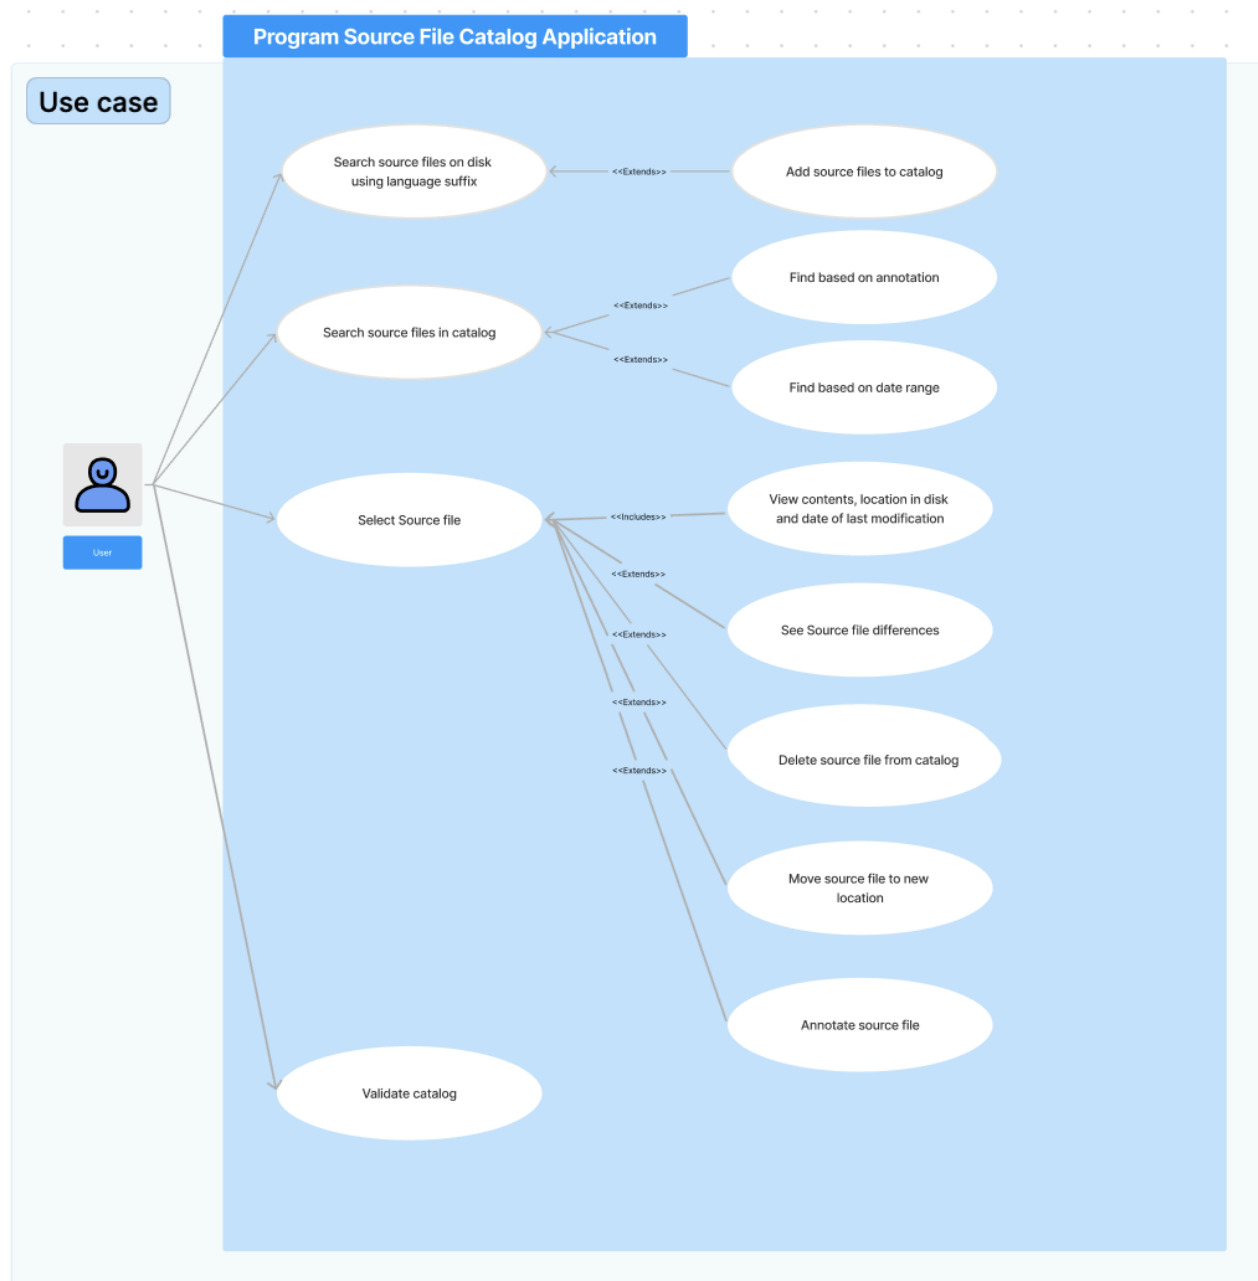 Program Source File Catalog Application
Use case
Search source files on disk
using language suffix
<<Extends>>
Add source files to catalog
Find based on annotation
<<Extends>>
Search source files in catalog
<<Extends>>
Find based on date range
User
Select Source file
<<Includes>>
View contents, location in disk
and date of last modification
<<Extends>>
See Source file differences
<<Extends>>
<<Extends>>
Delete source file from catalog
<<Extends>>
Move source file to new
location
Annotate source file
Validate catalog